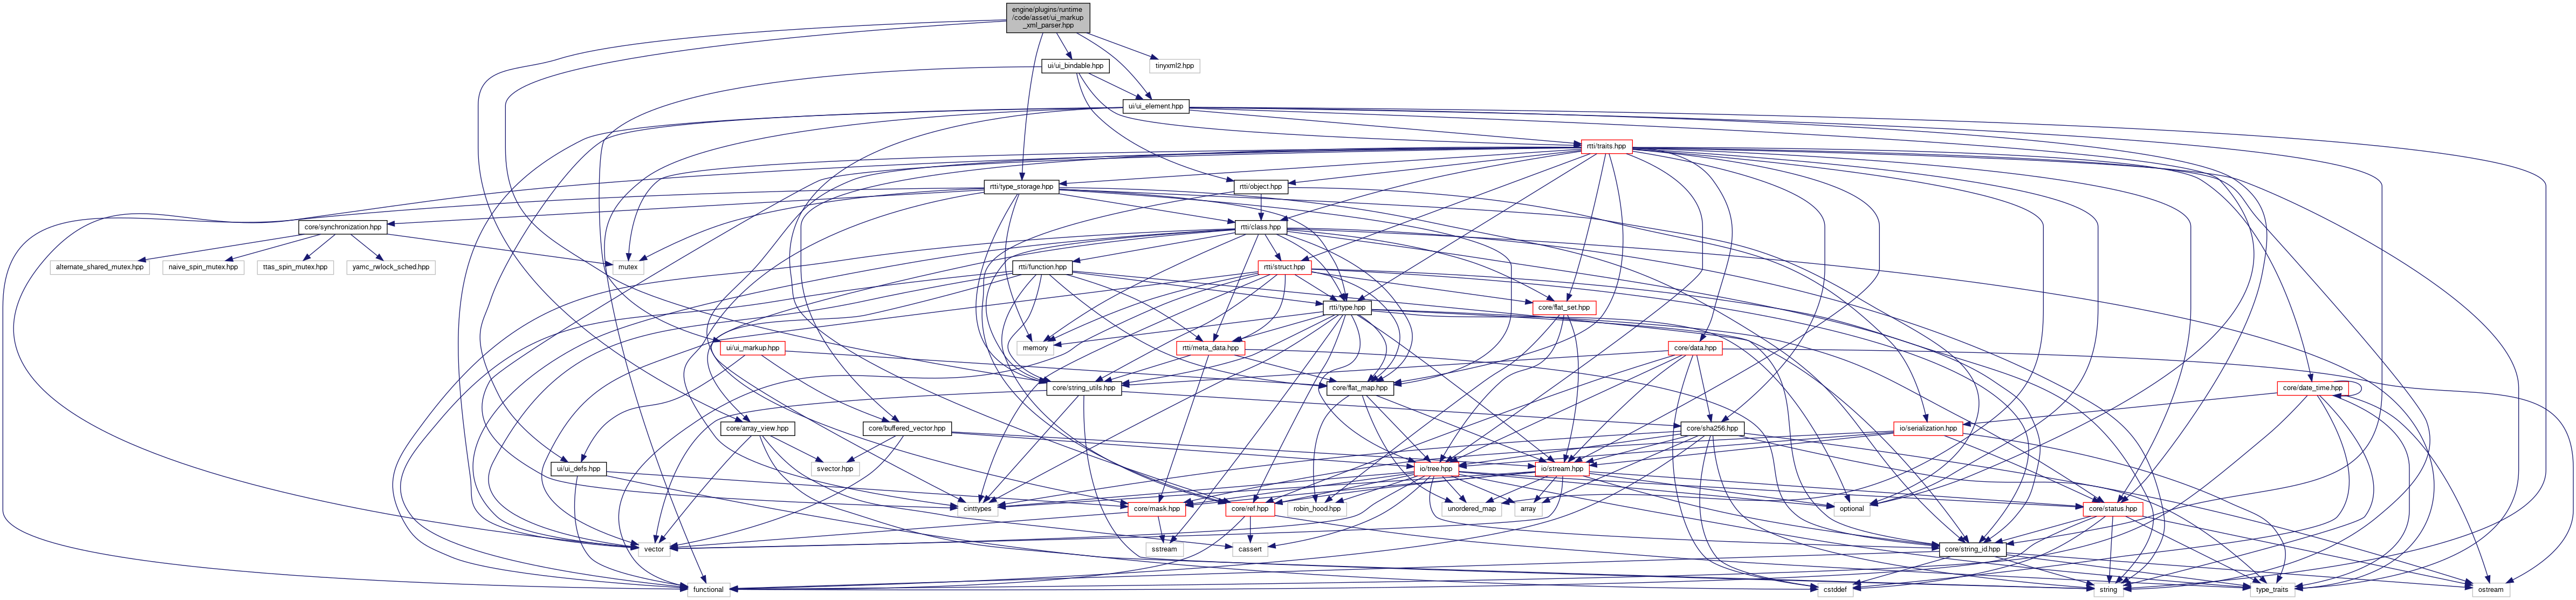 engine/plugins/runtime
/code/asset/ui_markup
_xml_parser.hpp
ui/ui_bindable.hpp
tinyxml2.hpp
ui/ui_element.hpp
rtti/traits.hpp
rtti/type_storage.hpp
rtti/object.hpp
core/synchronization.hpp
rtti/class.hpp
alternate_shared_mutex.hpp
naive_spin_mutex.hpp
ttas_spin_mutex.hpp
yamc_rwlock_sched.hpp
mutex
rtti/function.hpp
rtti/struct.hpp
rtti/type.hpp
core/flat_set.hpp
ui/ui_markup.hpp
memory
rtti/meta_data.hpp
core/data.hpp
core/string_utils.hpp
core/flat_map.hpp
core/date_time.hpp
core/array_view.hpp
core/buffered_vector.hpp
core/sha256.hpp
io/serialization.hpp
ui/ui_defs.hpp
svector.hpp
io/tree.hpp
io/stream.hpp
cinttypes
core/mask.hpp
core/ref.hpp
robin_hood.hpp
unordered_map
array
optional
core/status.hpp
vector
sstream
cassert
core/string_id.hpp
functional
cstddef
string
type_traits
ostream